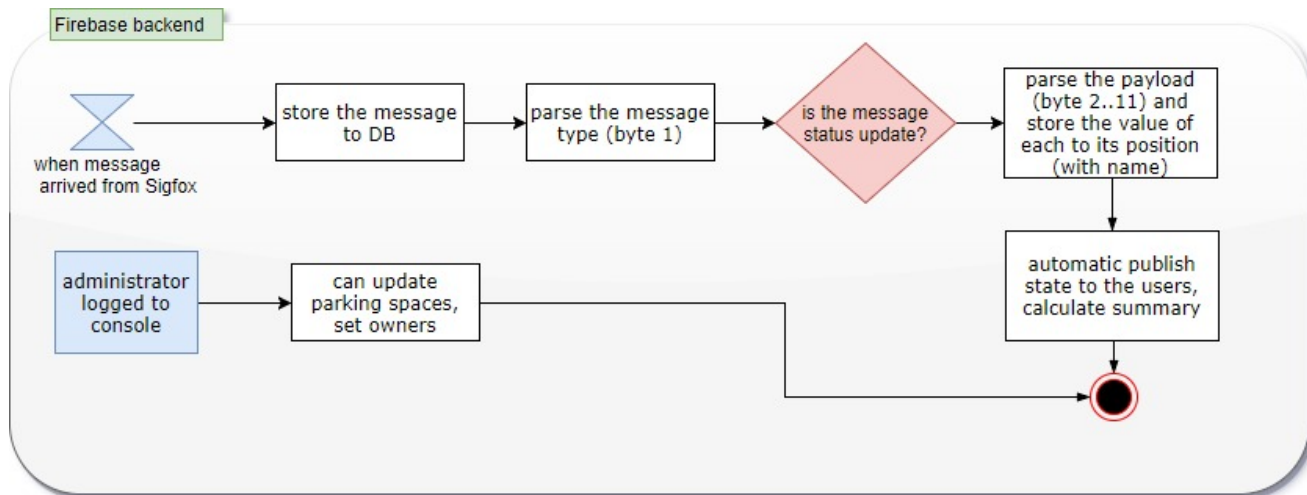 Firebase backend
when message
arrived from Sigfox
store the message
to DB
parse the message
type (byte 1)
is the message
status update?
parse the payload
(byte 2..11) and
store the value of
each to its position
(with name)
automatic publish
state to the users,
calculate summary
administrator
logged to
console
can update
parking spaces,
set owners